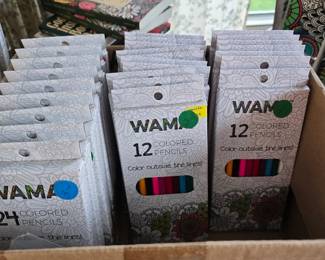 WAMA
24 COLORED
PENCILS
WAMA
12 COLORED
PENCILS
Color outside the lines!
WAMA
12 COLORED
PENCILS
Color outside the lines!